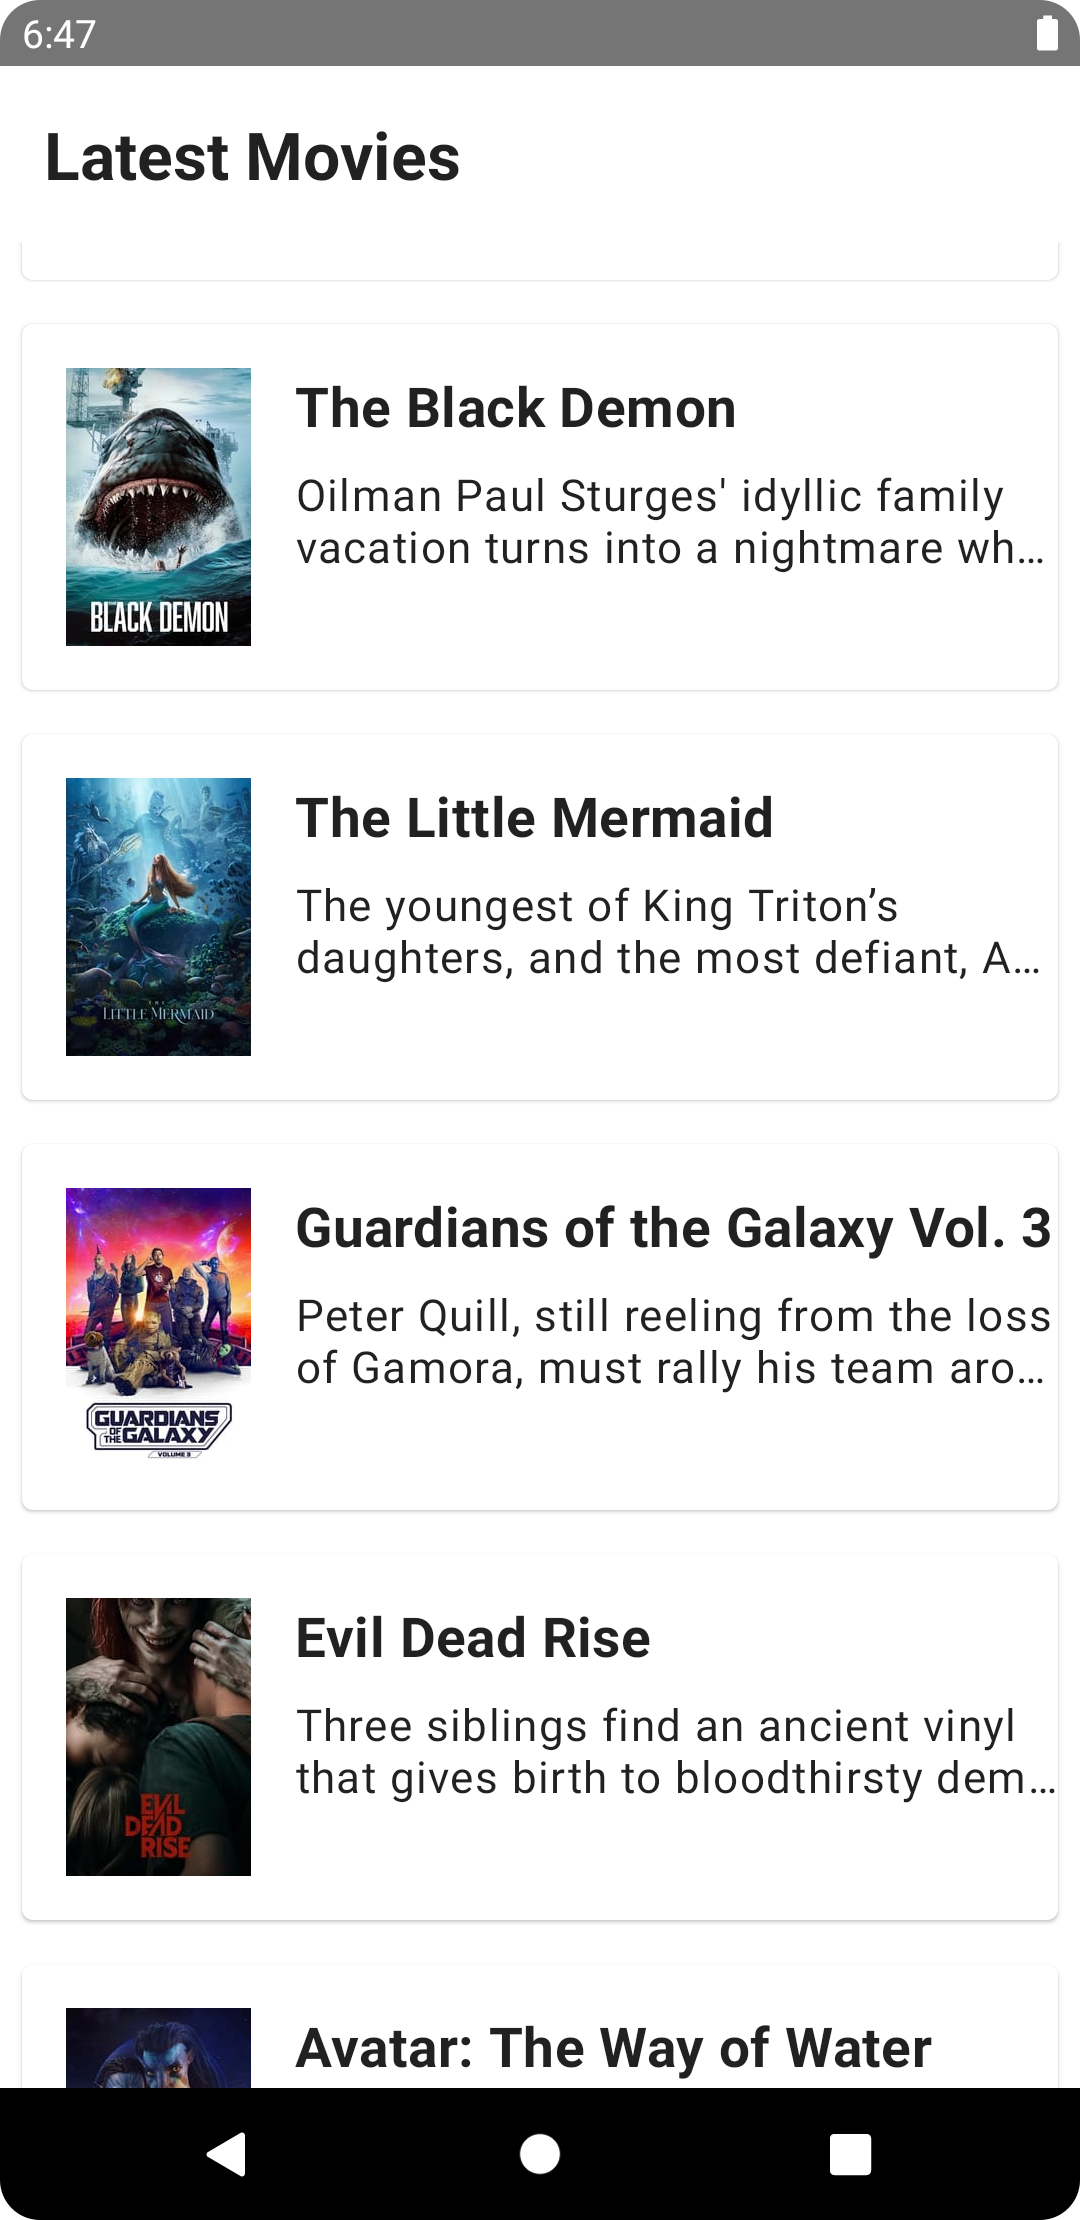 6:47
Latest Movies
The Black Demon
Oilman Paul Sturges' idyllic family
vacation turns into a nightmare wh…
BLACK DEMON
The Little Mermaid
The youngest of King Triton’s
daughters, and the most defiant, A…
THE
LITTLE MERMAID
Guardians of the Galaxy Vol. 3
Peter Quill, still reeling from the loss
of Gamora, must rally his team aro…
GUARDIANS
OF THE GALAXY
VOLUME 3
Evil Dead Rise
Three siblings find an ancient vinyl
that gives birth to bloodthirsty dem…
EVIL
DEAD
RISE
Avatar: The Way of Water